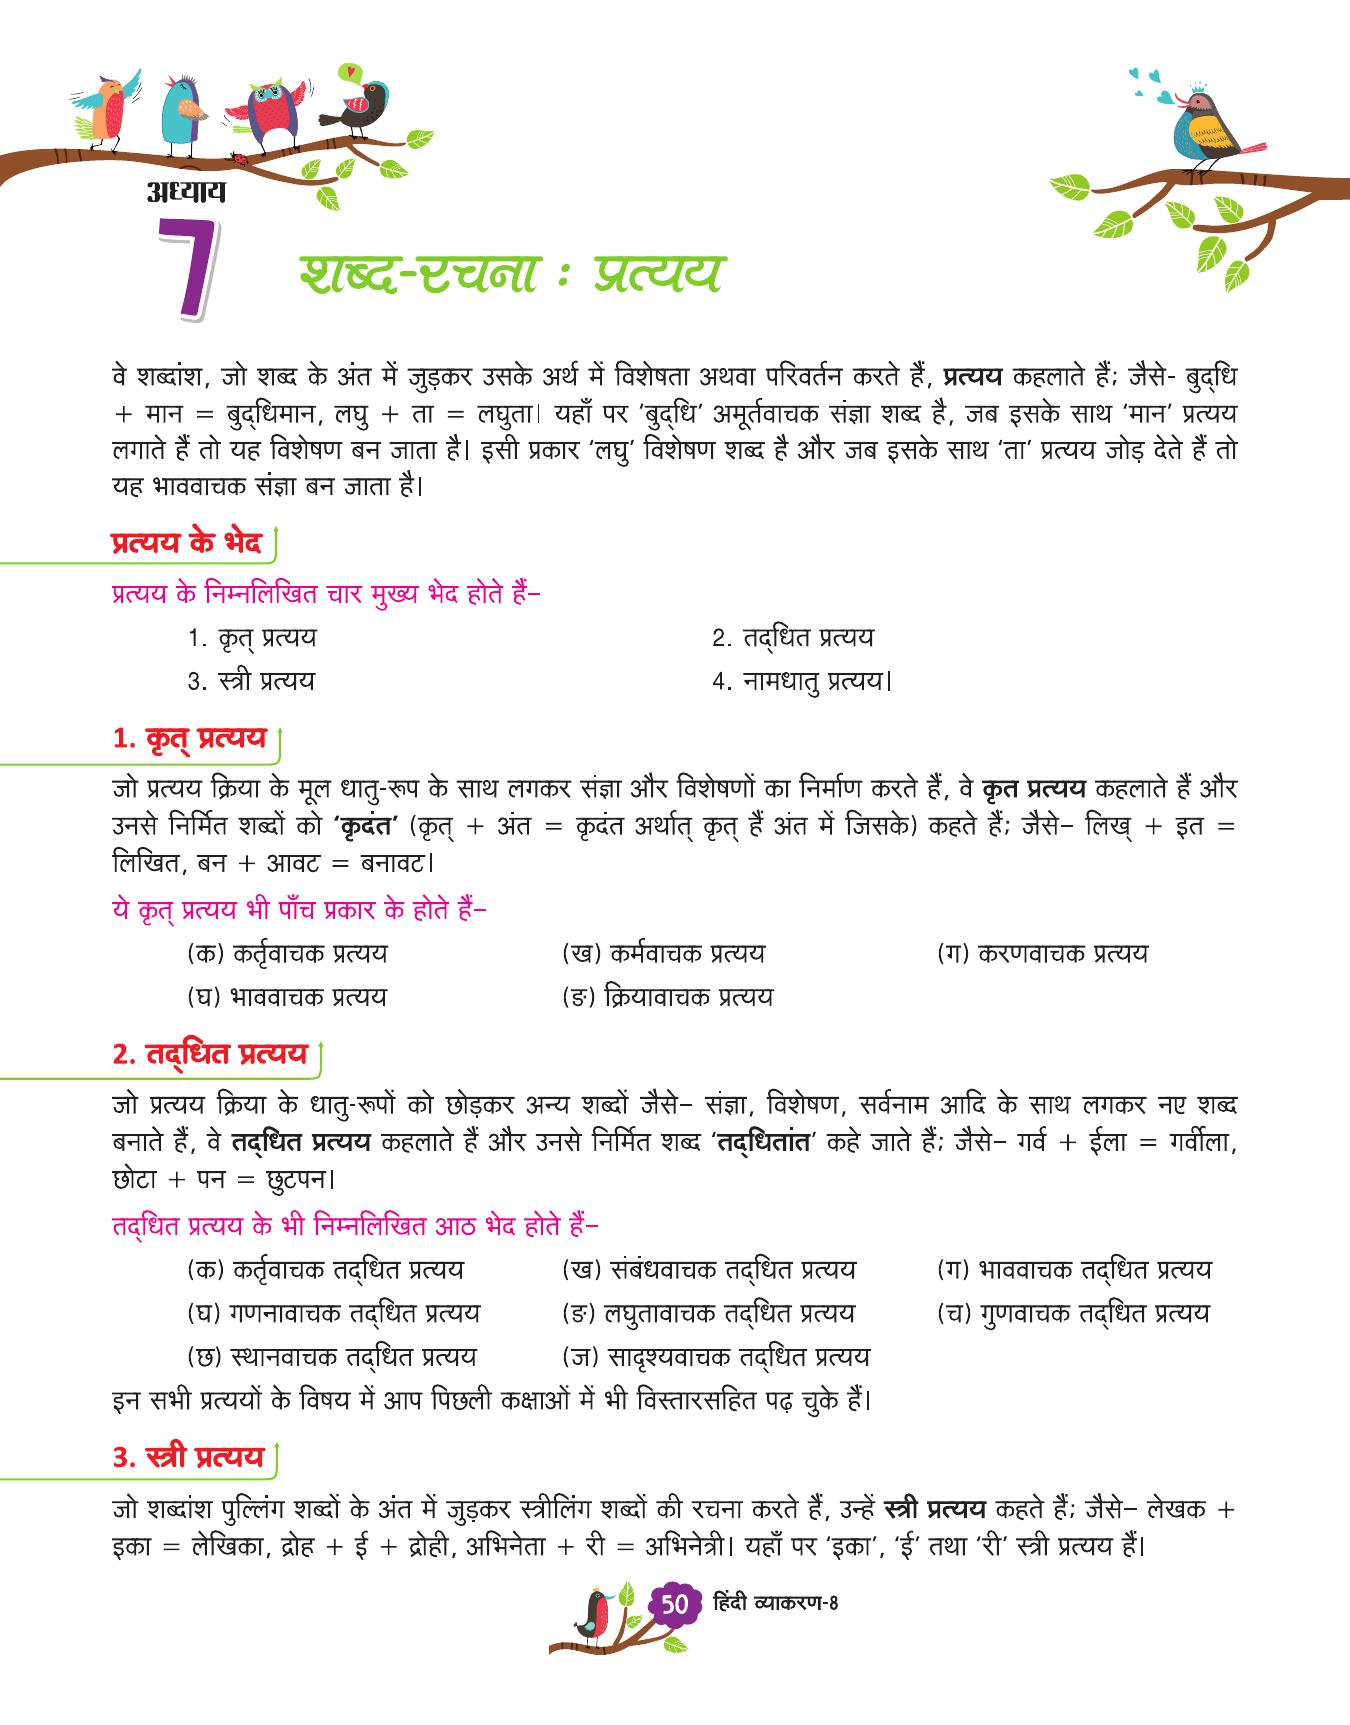 अध्याय
7
शब्द-रचना : प्रत्यय
वे शब्दांश, जो शब्द के अंत में जुड़कर उसके अर्थ में विशेषता अथवा परिवर्तन करते हैं, प्रत्यय कहलाते हैं; जैसे- बुद्‌धि
+ मान = बुद्‌धिमान, लघु + ता = लघुता। यहाँ पर ‘बुद्‌धि’ अमूर्तवाचक संज्ञा शब्द है, जब इसके साथ ‘मान’ प्रत्यय
लगाते हैं तो यह विशेषण बन जाता है। इसी प्रकार ‘लघु’ विशेषण शब्द है और जब इसके साथ ‘ता’ प्रत्यय जोड़ देते हैं तो
यह भाववाचक संज्ञा बन जाता है।
प्रत्यय के भेद
प्रत्यय के निम्नलिखित चार मुख्य भेद होते हैं–
1. कृत् प्रत्यय 2. तद्‌धित प्रत्यय
3. स्त्री प्रत्यय 4. नामधातु प्रत्यय।
1. कृत् प्रत्यय
जो प्रत्यय क्रिया के मूल धातु-रूप के साथ लगकर संज्ञा और विशेषणों का निर्माण करते हैं, वे कृत प्रत्यय कहलाते हैं और
उनसे निर्मित शब्दों को ‘कृदंत’ (कृत् + अंत = कृदंत अर्थात् कृत् हैं अंत में जिसके) कहते हैं; जैसे– लिख् + इत =
लिखित, बन + आवट = बनावट।
ये कृत् प्रत्यय भी पाँच प्रकार के होते हैं–
(क) कर्तृवाचक प्रत्यय (ख) कर्मवाचक प्रत्यय (ग) करणवाचक प्रत्यय
(घ) भाववाचक प्रत्यय (ङ) क्रियावाचक प्रत्यय
2. तद्‌धित प्रत्यय
जो प्रत्यय क्रिया के धातु-रूपों को छोड़कर अन्य शब्दों जैसे– संज्ञा, विशेषण, सर्वनाम आदि के साथ लगकर नए शब्द
बनाते हैं, वे तद्‌धित प्रत्यय कहलाते हैं और उनसे निर्मित शब्द ‘तद्‌धितांत’ कहे जाते हैं; जैसे– गर्व + ईला = गर्वीला,
छोटा + पन = छुटपन।
तद्‌धित प्रत्यय के भी निम्नलिखित आठ भेद होते हैं–
(क) कर्तृवाचक तद्‌धित प्रत्यय (ख) संबंधवाचक तद्‌धित प्रत्यय (ग) भाववाचक तद्‌धित प्रत्यय
(घ) गणनावाचक तद्‌धित प्रत्यय (ङ) लघुतावाचक तद्‌धित प्रत्यय (च) गुणवाचक तद्‌धित प्रत्यय
(छ) स्थानवाचक तद्‌धित प्रत्यय (ज) सादृश्यवाचक तद्‌धित प्रत्यय
इन सभी प्रत्ययों के विषय में आप पिछली कक्षाओं में भी विस्तारसहित पढ़ चुके हैं।
3. स्त्री प्रत्यय
जो शब्दांश पुल्लिंग शब्दों के अंत में जुड़कर स्त्रीलिंग शब्दों की रचना करते हैं, उन्हें स्त्री प्रत्यय कहते हैं; जैसे– लेखक +
इका = लेखिका, द्रोह + ई + द्रोही, अभिनेता + री = अभिनेत्री। यहाँ पर ‘इका’, ‘ई’ तथा ‘री’ स्त्री प्रत्यय हैं।
50 हिंदी व्याकरण-8